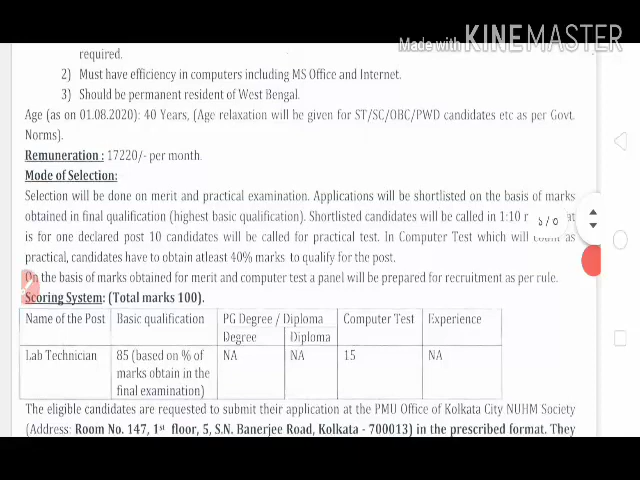 Made with KINEMASTER
required.
2) Must have efficiency in computers including MS Office and Internet.
3) Should be permanent resident of West Bengal.
Age (as on 01.08.2020): 40 Years, (Age relaxation will be given for ST/SC/OBC/PWD candidates etc as per Govt.
Norms).
Remuneration : 17220/- per month.
Mode of Selection:
Selection will be done on merit and practical examination. Applications will be shortlisted on the basis of marks
obtained in final qualification (highest basic qualification). Shortlisted candidates will be called in 1:10
is for one declared post 10 candidates will be called for practical test. In Computer Test which will count as
practical, candidates have to obtain atleast 40% marks to qualify for the post.
On the basis of marks obtained for merit and computer test a panel will be prepared for recruitment as per rule.
Scoring System: (Total marks 100).
Name of the Post Basic qualification PG Degree / Diploma Computer Test Experience
Degree Diploma
Lab Technician 85 (based on % of NA NA 15 NA
marks obtain in the
final examination)
The eligible candidates are requested to submit their application at the PMU Office of Kolkata City NUHM Society
(Address: Room No. 147, 1st floor, 5, S.N. Banerjee Road, Kolkata - 700013) in the prescribed format. They